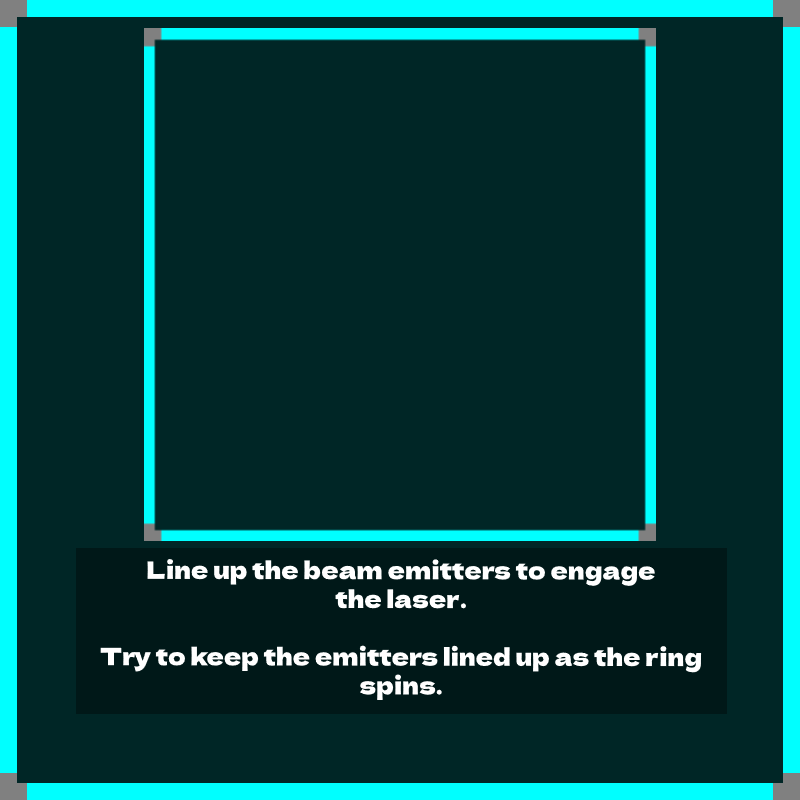 Line up the beam emitters to engage
the laser.
Try to keep the emitters lined up as the ring
spins.